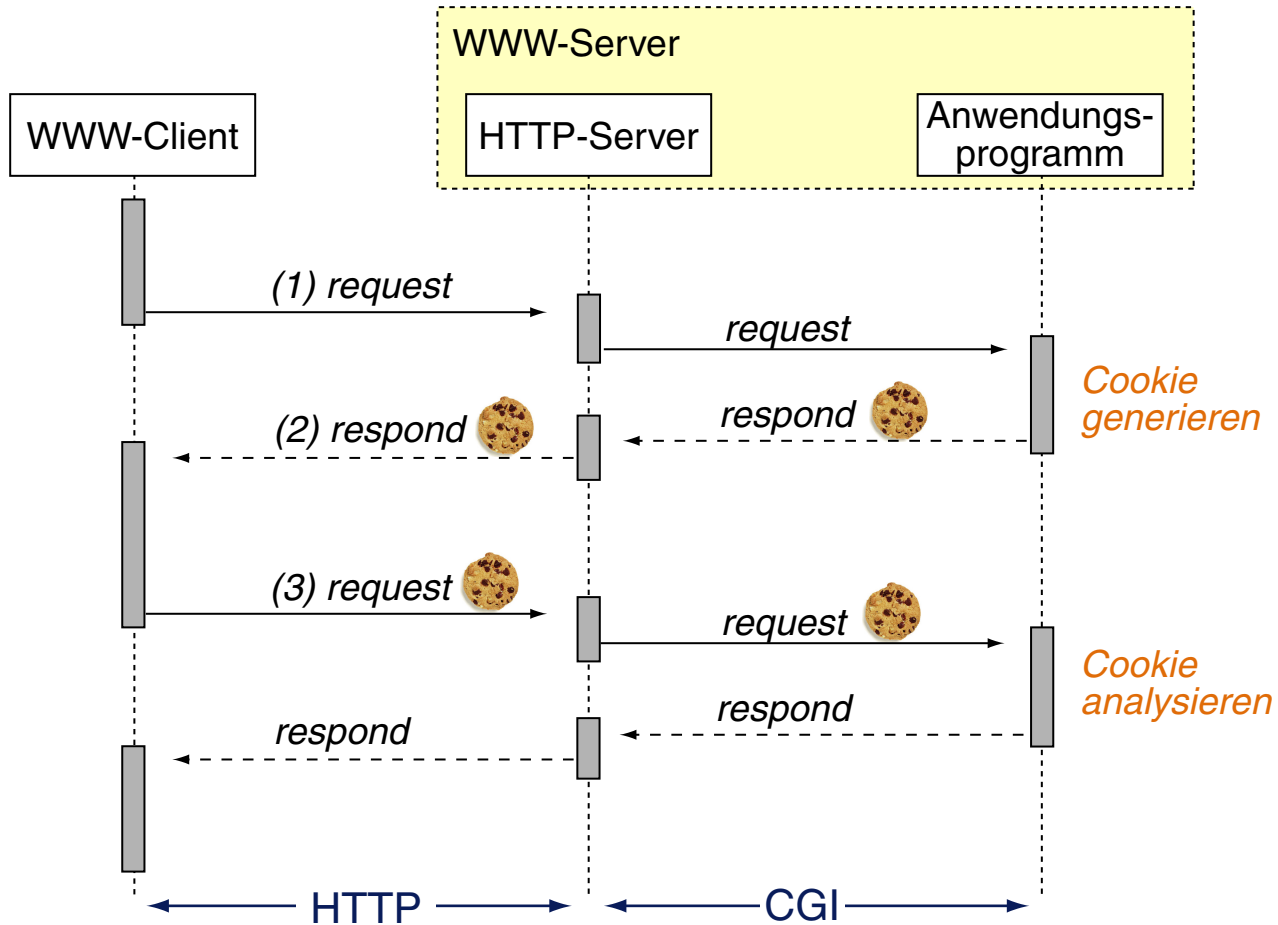 WWW-Server
WWW-Client
HTTP-Server
Anwendungs-
programm
(1) request
request
Cookie
generieren
respond
(2) respond
(3) request
request
Cookie
analysieren
respond
respond
HTTP
CGI